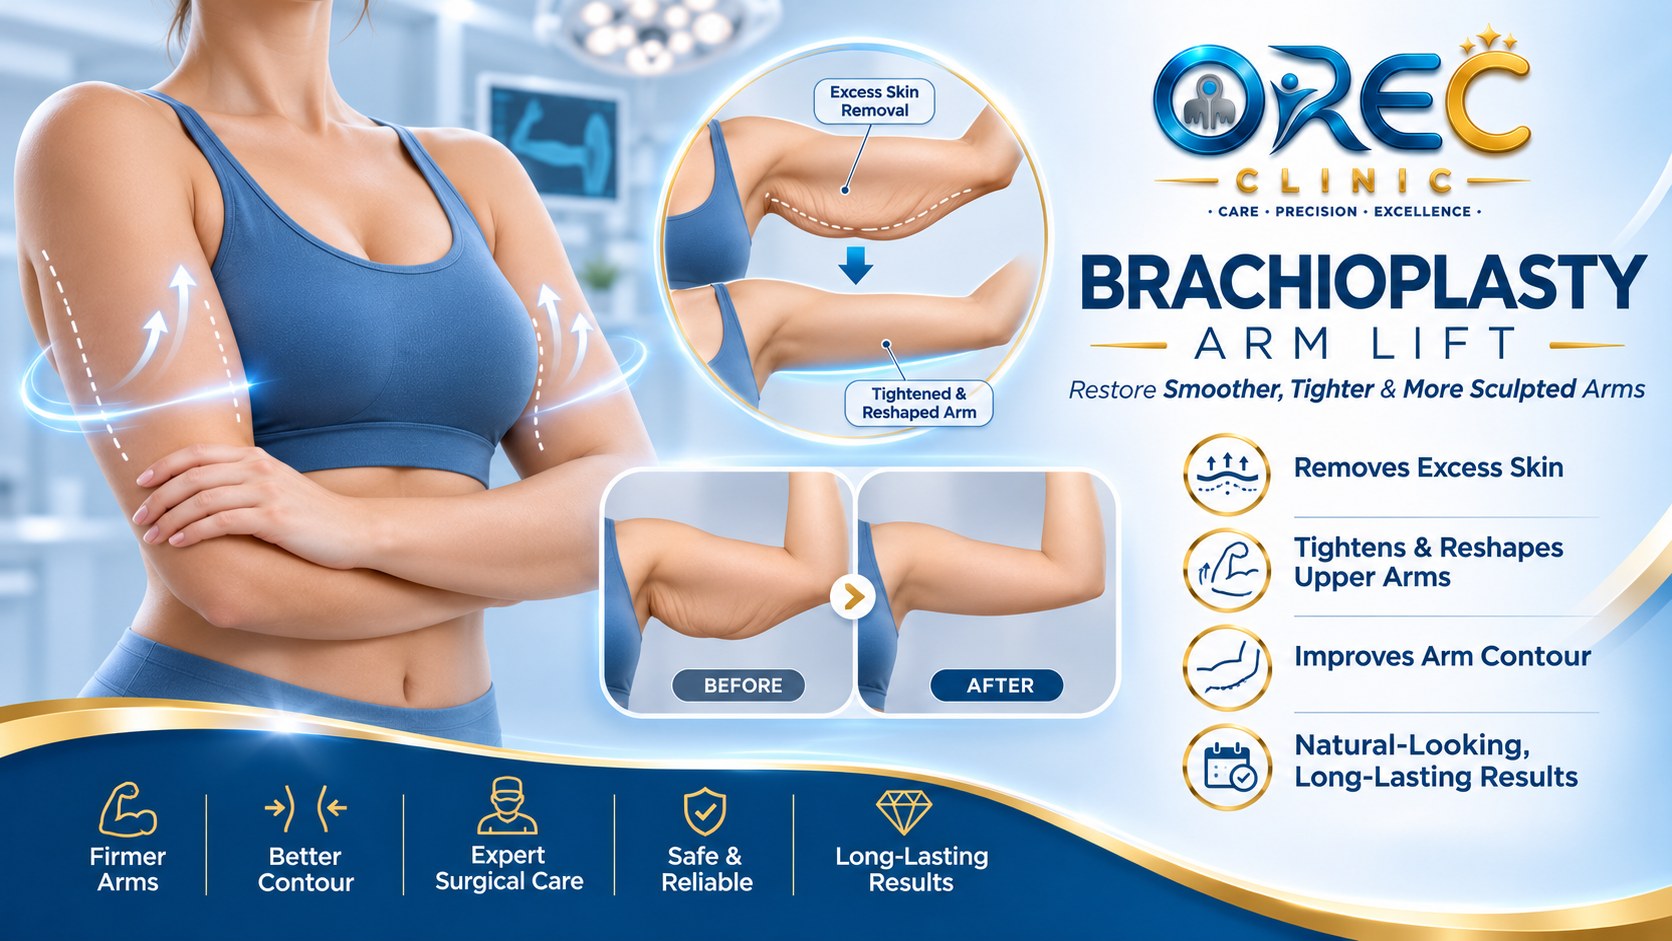 OREC
CLINIC
· CARE · PRECISION · EXCELLENCE ·
BRACHIOPLASTY
ARM LIFT
Restore Smoother, Tighter & More Sculpted Arms
Excess Skin
Removal
Tightened &
Reshaped Arm
BEFORE
AFTER
Removes Excess Skin
Tightens & Reshapes
Upper Arms
Improves Arm Contour
Natural-Looking,
Long-Lasting Results
Firmer
Arms
Better
Contour
Expert
Surgical Care
Safe &
Reliable
Long-Lasting
Results